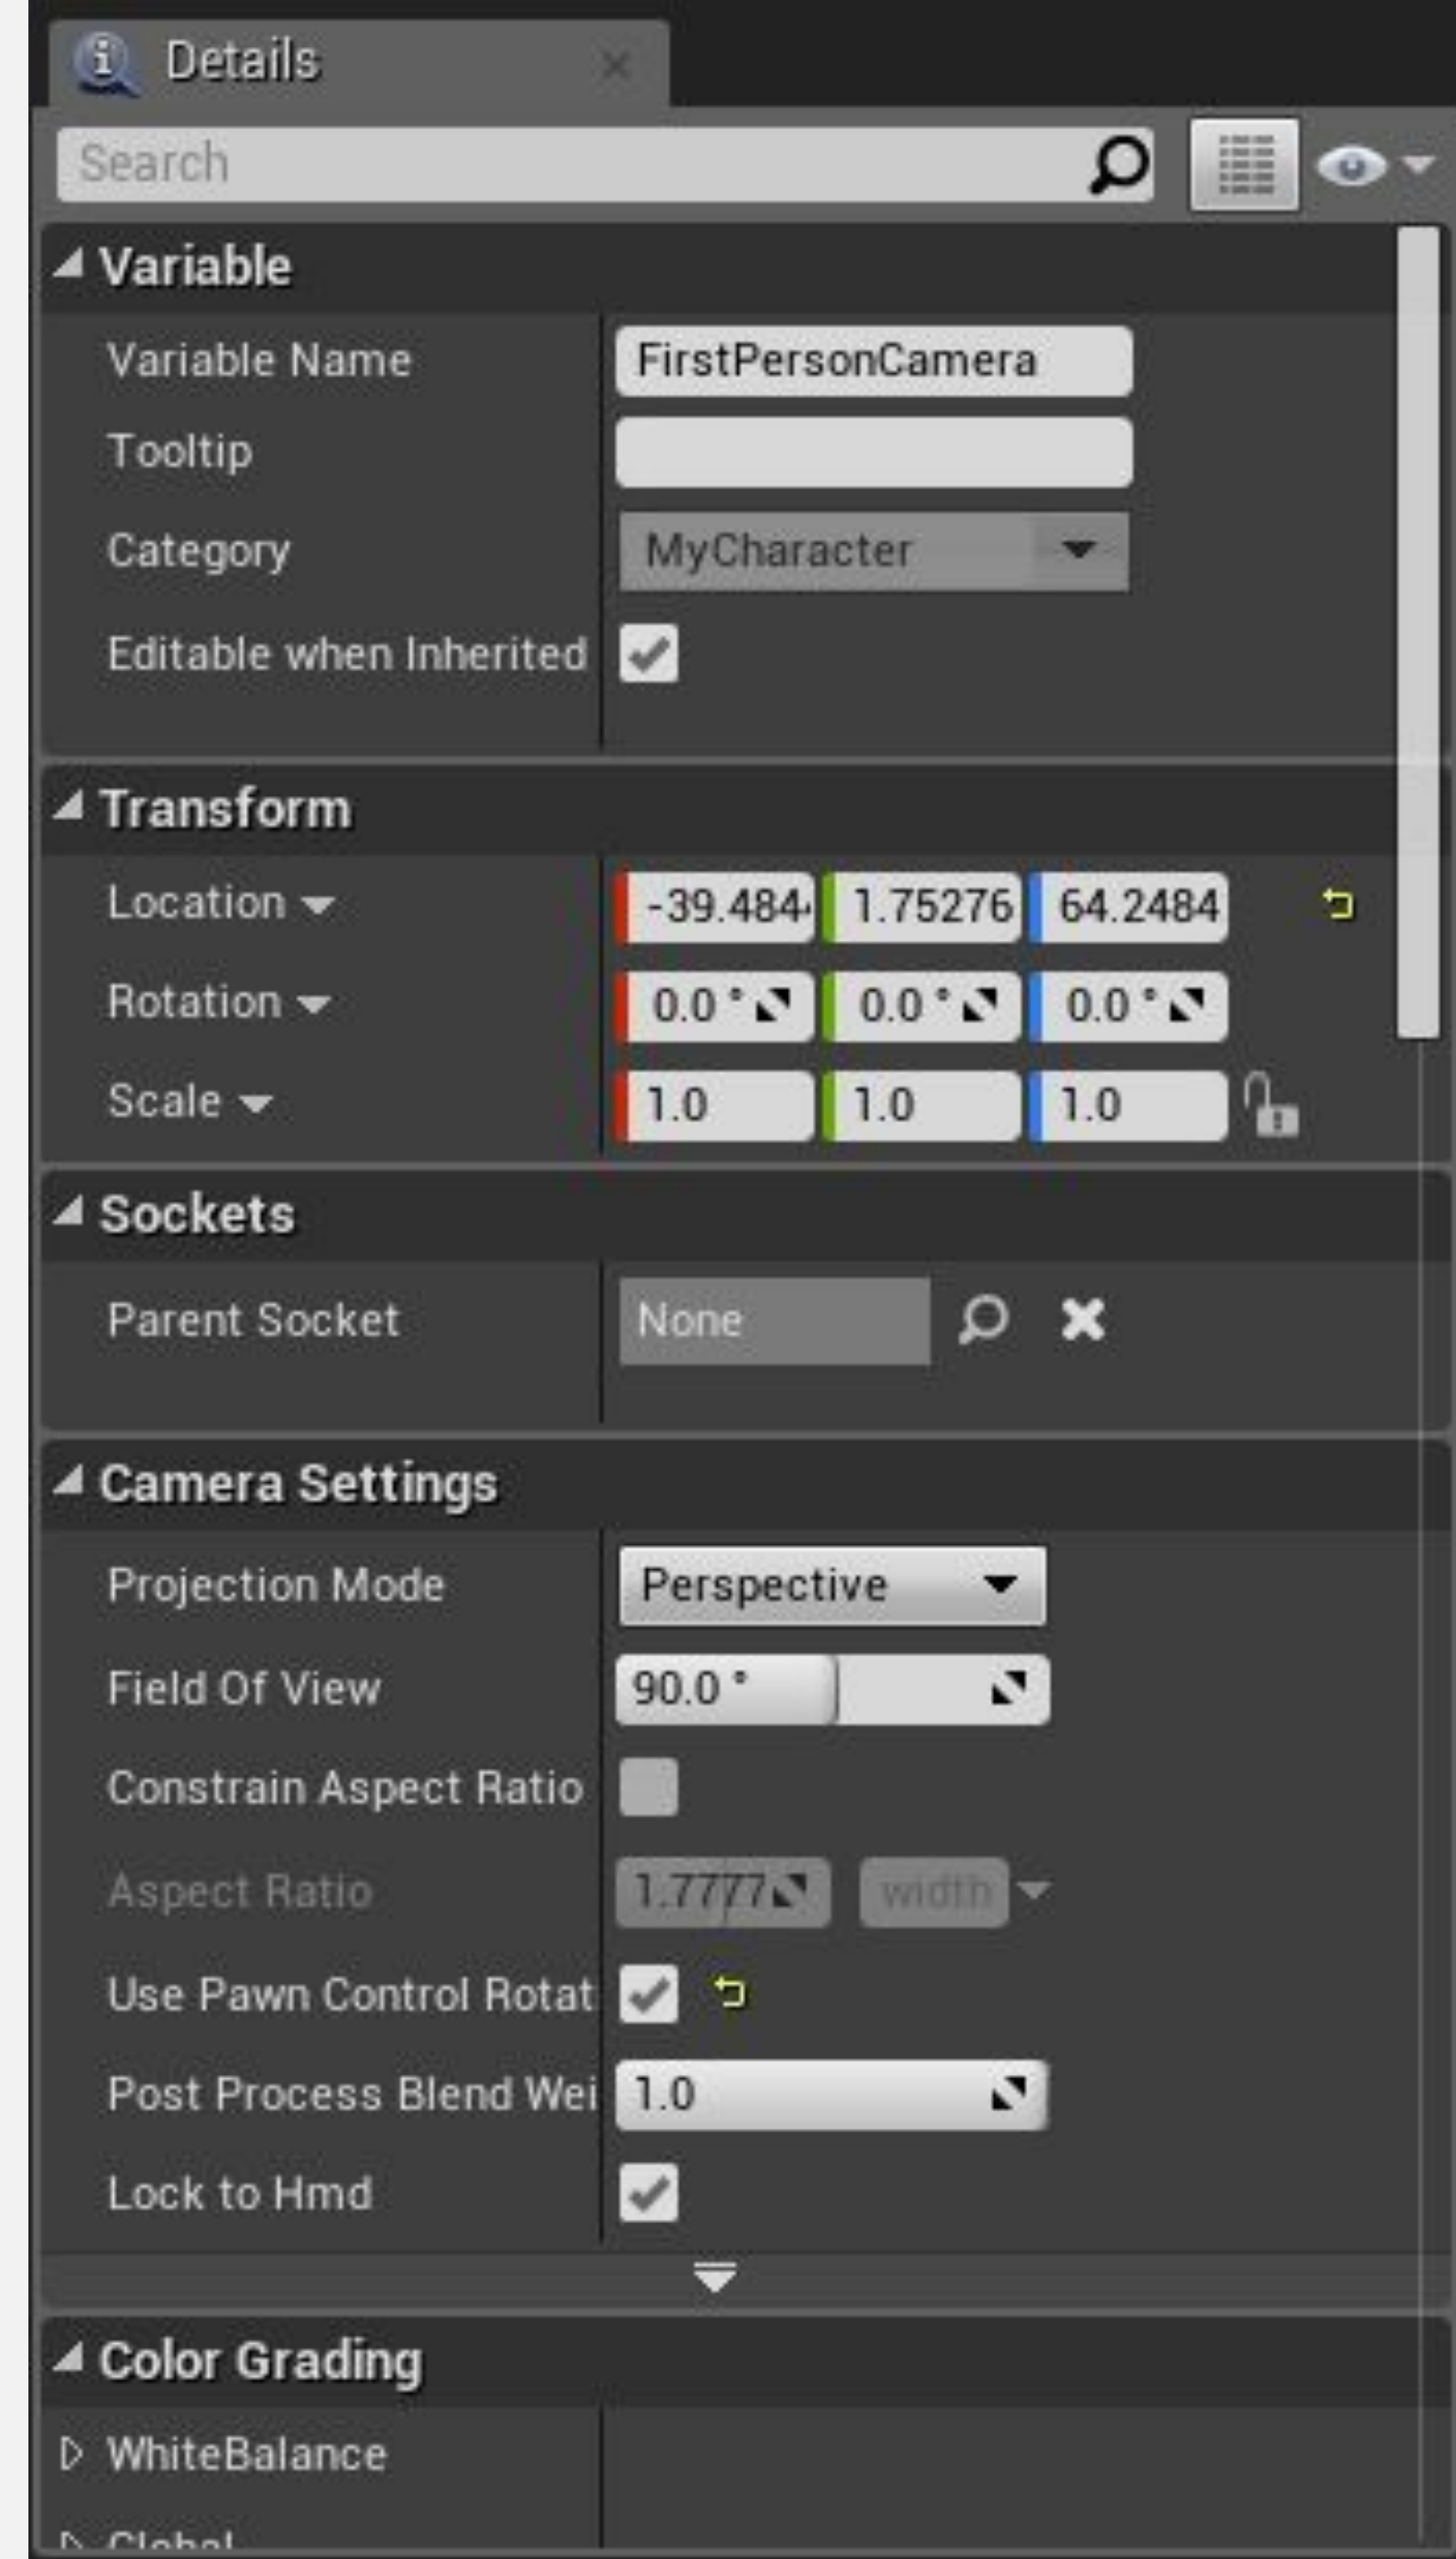 Details
Search
Variable
Variable Name FirstPersonCamera
Tooltip
Category MyCharacter
Editable when Inherited
Transform
Location -39.484 1.75276 64.2484
Rotation 0.0 ° 0.0 ° 0.0 °
Scale 1.0 1.0 1.0
Sockets
Parent Socket None
Camera Settings
Projection Mode Perspective
Field Of View 90.0 °
Constrain Aspect Ratio
Aspect Ratio 1.7777 width
Use Pawn Control Rotat
Post Process Blend Wei 1.0
Lock to Hmd
Color Grading
WhiteBalance
Global